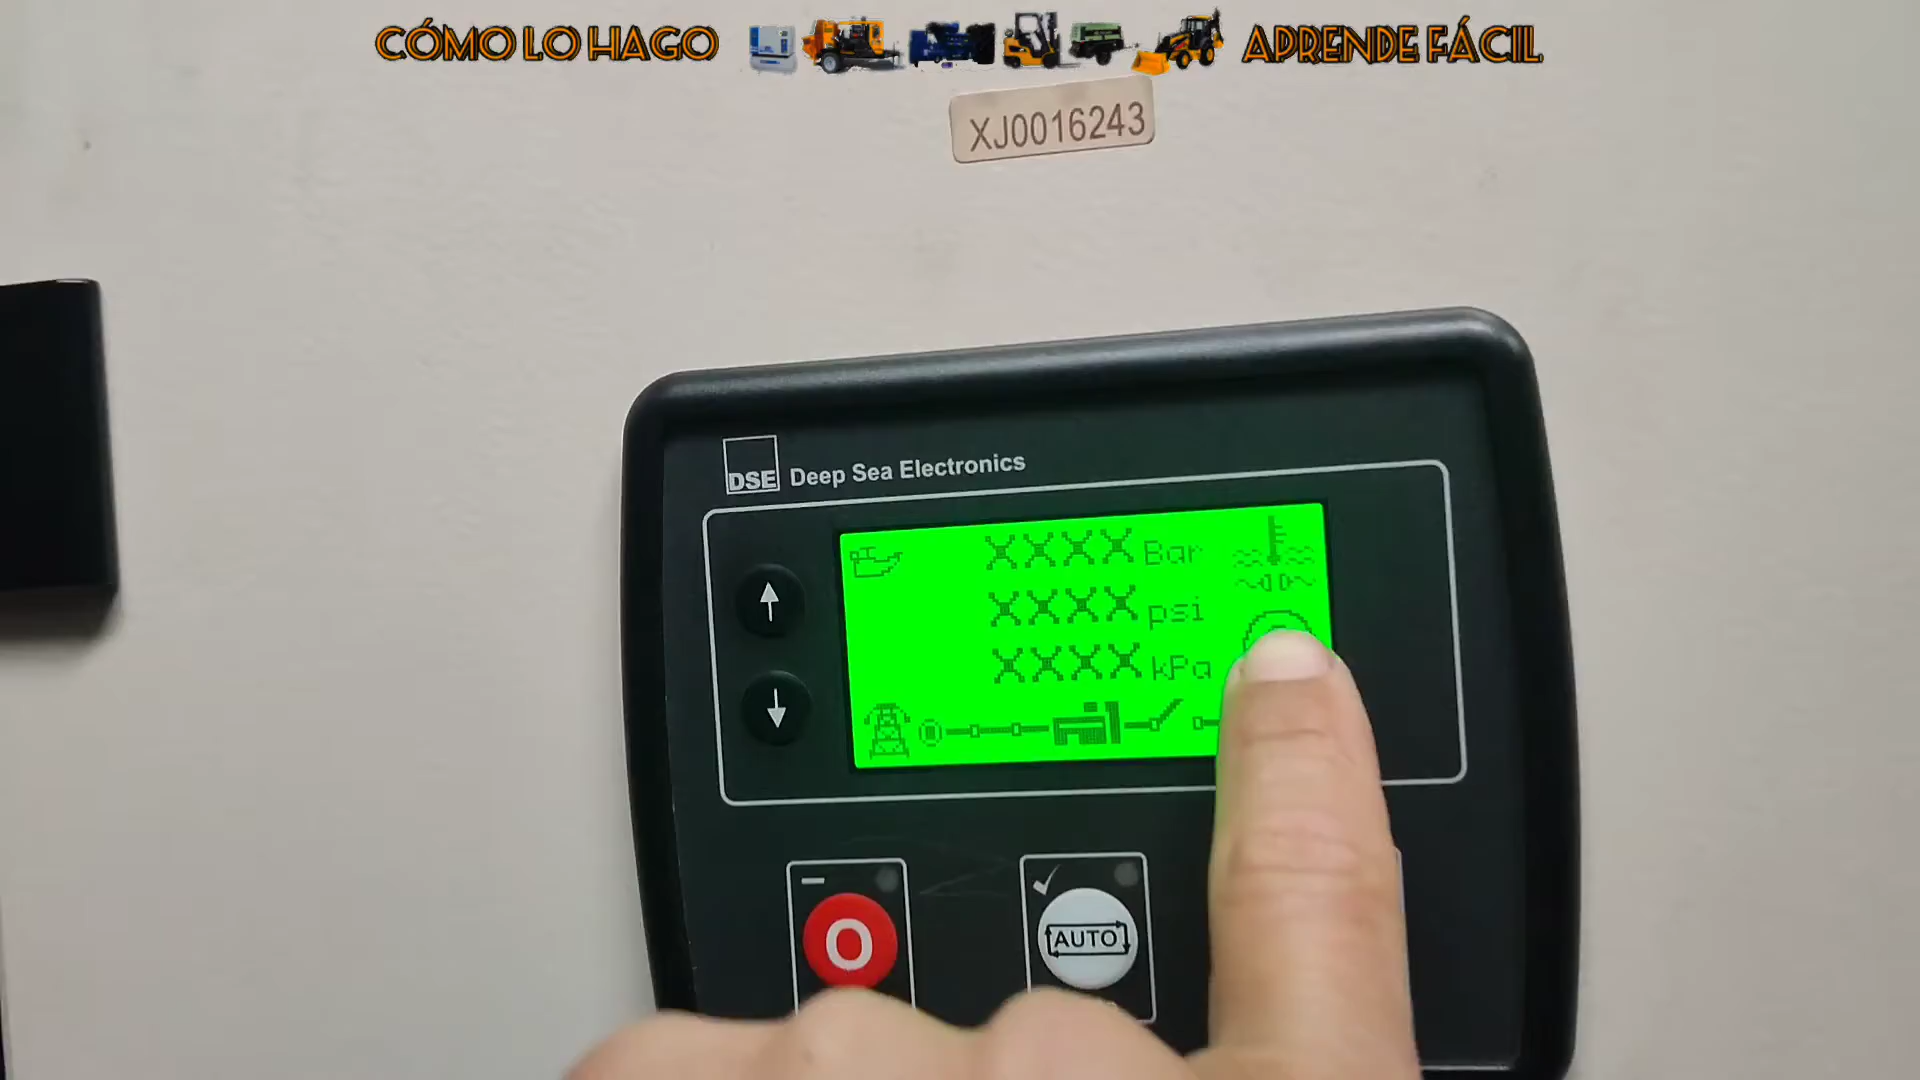 CÓMO LO HAGO APRENDE FÁCIL
XJ0016243
DSE Deep Sea Electronics
XXXX Bar
XXXX psi
XXXX kPa
O
AUTO